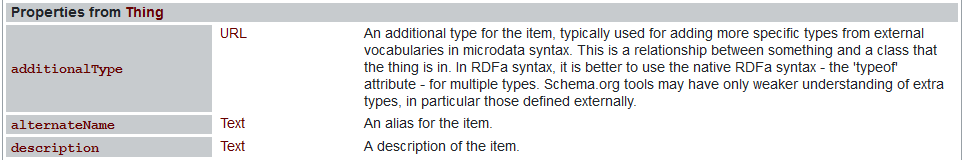 Properties from Thing
additionalType URL An additional type for the item, typically used for adding more specific types from external
vocabularies in microdata syntax. This is a relationship between something and a class that
the thing is in. In RDFa syntax, it is better to use the native RDFa syntax - the 'typeof'
attribute - for multiple types. Schema.org tools may have only weaker understanding of extra
types, in particular those defined externally.
alternateName Text An alias for the item.
description Text A description of the item.